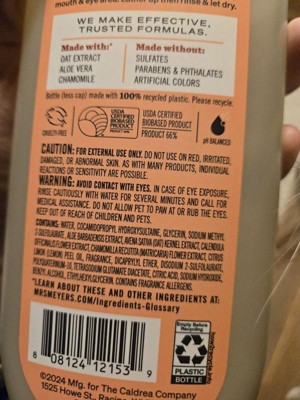 mouth & eye area. Lather up then rinse & let dry.
WE MAKE EFFECTIVE,
TRUSTED FORMULAS.
Made with:*
OAT EXTRACT
ALOE VERA
CHAMOMILE
Made without:
SULFATES
PARABENS & PHTHALATES
ARTIFICIAL COLORS
Bottle (less cap) made with 100% recycled plastic. Please recycle.
CRUELTY-FREE
USDA
CERTIFIED
BIOBASED
PRODUCT
USDA CERTIFIED
BIOBASED PRODUCT
PRODUCT 66%
pH BALANCED
CAUTION: FOR EXTERNAL USE ONLY. DO NOT USE ON RED, IRRITATED,
DAMAGED, OR ABNORMAL SKIN. AS WITH MANY PRODUCTS, INDIVIDUAL
REACTIONS OR SENSITIVITY ARE POSSIBLE.
WARNING: AVOID CONTACT WITH EYES. IN CASE OF EYE EXPOSURE,
RINSE CAUTIOUSLY WITH WATER FOR SEVERAL MINUTES AND CALL FOR
MEDICAL ASSISTANCE. DO NOT ALLOW PET TO PAW AT OR RUB THE EYES.
KEEP OUT OF REACH OF CHILDREN AND PETS.
CONTAINS: WATER, COCAMIDOPROPYL HYDROXYSULTAINE, GLYCERIN, SODIUM METHYL
2-SULFOLAURATE, ALOE BARBADENSIS EXTRACT, AVENA SATIVA (OAT) KERNEL EXTRACT, CALENDULA
OFFICINALIS FLOWER EXTRACT, CHAMOMILLA RECUTITA (MATRICARIA) FLOWER EXTRACT, CITRUS
LIMON (LEMON) PEEL OIL, FRAGRANCE, DICAPRYLYL ETHER, DISODIUM 2-SULFOLAURATE,
POLYQUATERNIUM-10, TETRASODIUM GLUTAMATE DIACETATE, CITRIC ACID, SODIUM HYDROXIDE,
BENZYL ALCOHOL, ETHYLHEXYLGLYCERIN. CONTAINS FRAGRANCE ALLERGENS.
*LEARN ABOUT THESE AND OTHER INGREDIENTS AT:
MRSMEYERS.COM/Ingredients-Glossary
8 08124 12153 9
Empty Before
Recycling
PLASTIC
BOTTLE
©2024 Mfg. for The Caldrea Company
1525 Howe St.,